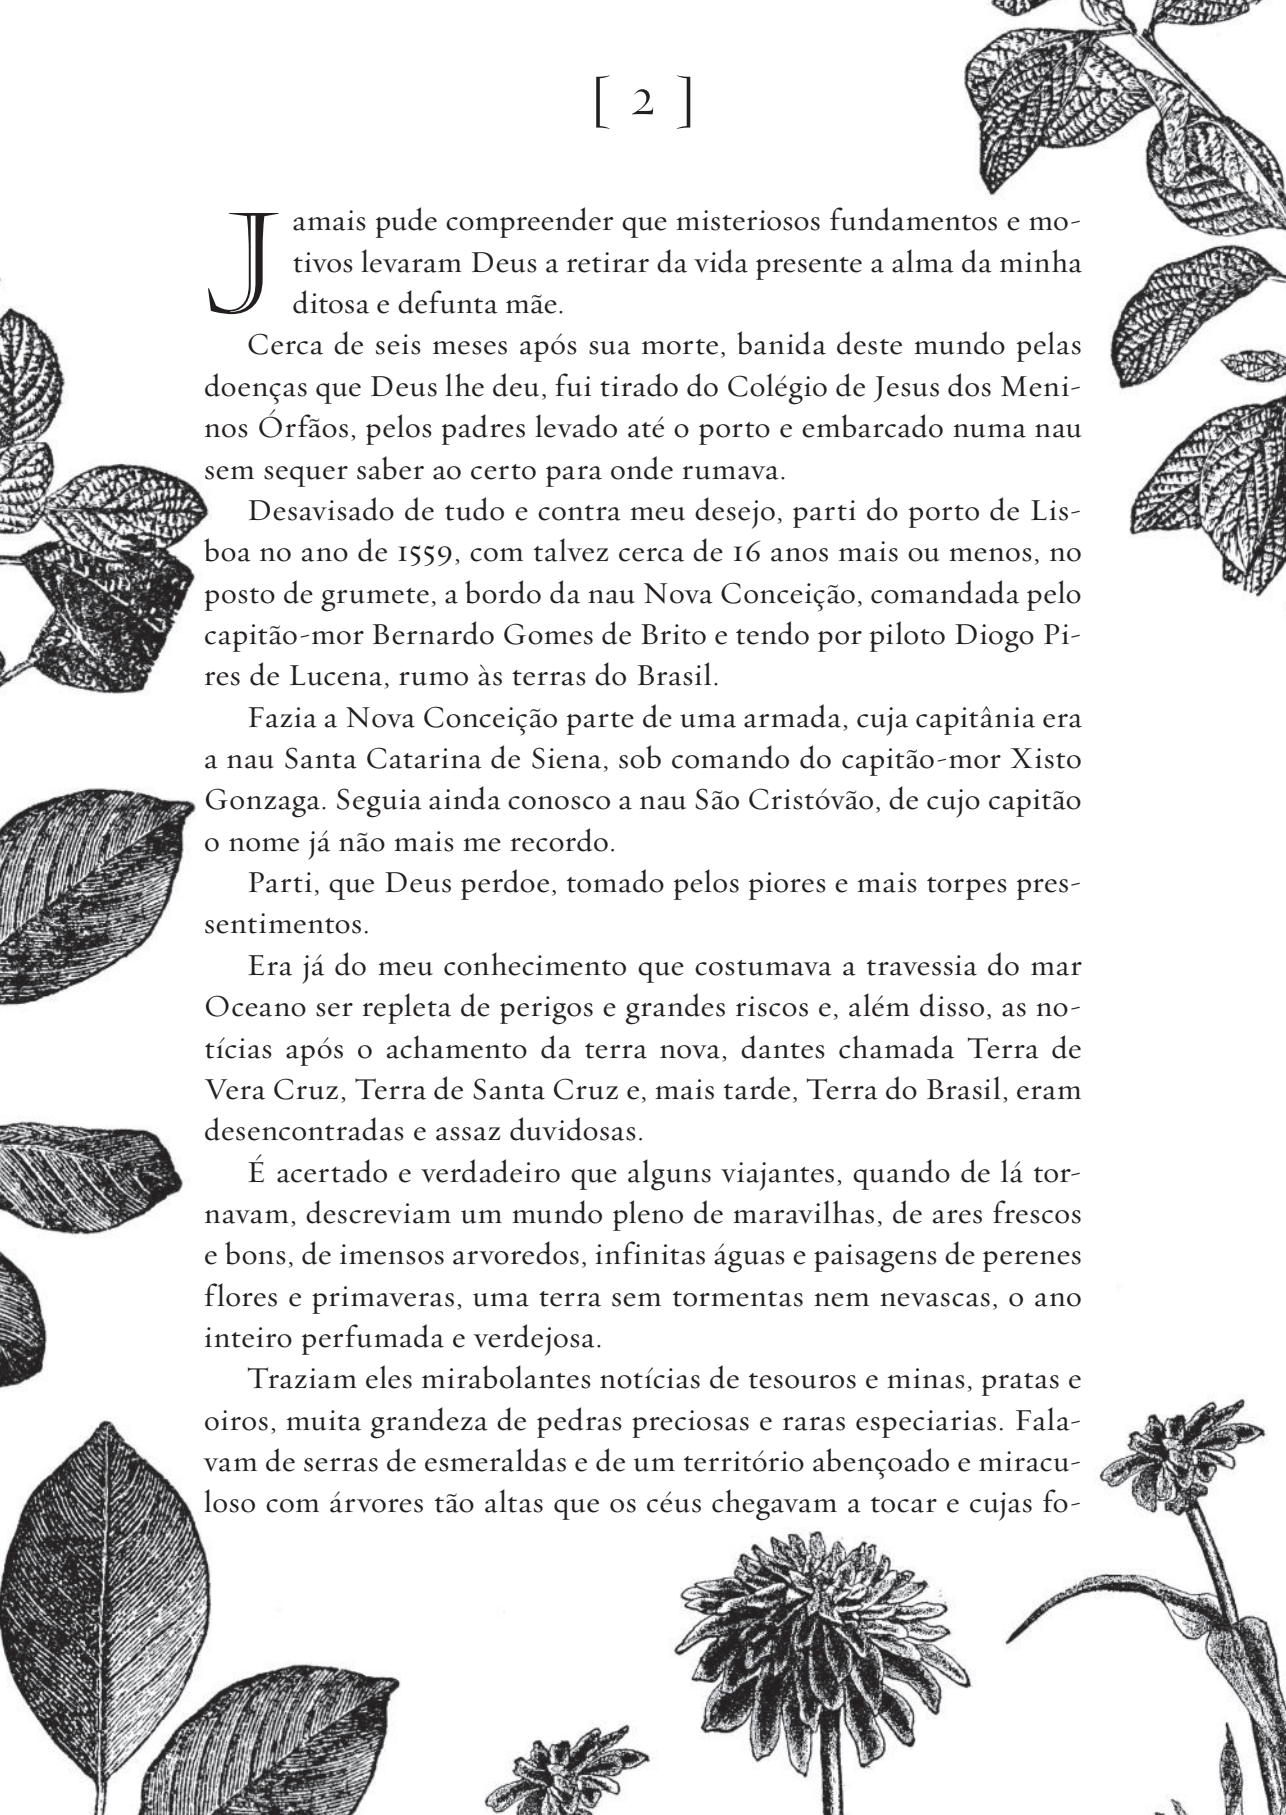 [ 2 ]
Jamais pude compreender que misteriosos fundamentos e mo-
tivos levaram Deus a retirar da vida presente a alma da minha
ditosa e defunta mãe.
Cerca de seis meses após sua morte, banida deste mundo pelas
doenças que Deus lhe deu, fui tirado do Colégio de Jesus dos Meni-
nos Órfãos, pelos padres levado até o porto e embarcado numa nau
sem sequer saber ao certo para onde rumava.
Desavisado de tudo e contra meu desejo, parti do porto de Lis-
boa no ano de 1559, com talvez cerca de 16 anos mais ou menos, no
posto de grumete, a bordo da nau Nova Conceição, comandada pelo
capitão-mor Bernardo Gomes de Brito e tendo por piloto Diogo Pi-
res de Lucena, rumo às terras do Brasil.
Fazia a Nova Conceição parte de uma armada, cuja capitânia era
a nau Santa Catarina de Siena, sob comando do capitão-mor Xisto
Gonzaga. Seguia ainda conosco a nau São Cristóvão, de cujo capitão
o nome já não mais me recordo.
Parti, que Deus perdoe, tomado pelos piores e mais torpes pres-
sentimentos.
Era já do meu conhecimento que costumava a travessia do mar
Oceano ser repleta de perigos e grandes riscos e, além disso, as no-
tícias após o achamento da terra nova, dantes chamada Terra de
Vera Cruz, Terra de Santa Cruz e, mais tarde, Terra do Brasil, eram
desencontradas e assaz duvidosas.
É acertado e verdadeiro que alguns viajantes, quando de lá tor-
navam, descreviam um mundo pleno de maravilhas, de ares frescos
e bons, de imensos arvoredos, infinitas águas e paisagens de perenes
flores e primaveras, uma terra sem tormentas nem nevascas, o ano
inteiro perfumada e verdejosa.
Traziam eles mirabolantes notícias de tesouros e minas, pratas e
oiros, muita grandeza de pedras preciosas e raras especiarias. Fala-
vam de serras de esmeraldas e de um território abençoado e miracu-
loso com árvores tão altas que os céus chegavam a tocar e cujas fo-